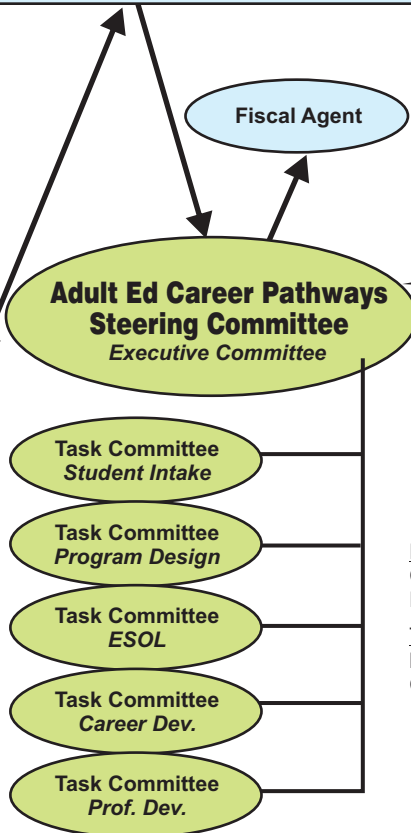 Fiscal Agent
Adult Ed Career Pathways
Steering Committee
Executive Committee
Task Committee
Student Intake
Task Committee
Program Design
Task Committee
ESOL
Task Committee
Career Dev.
Task Committee
Prof. Dev.